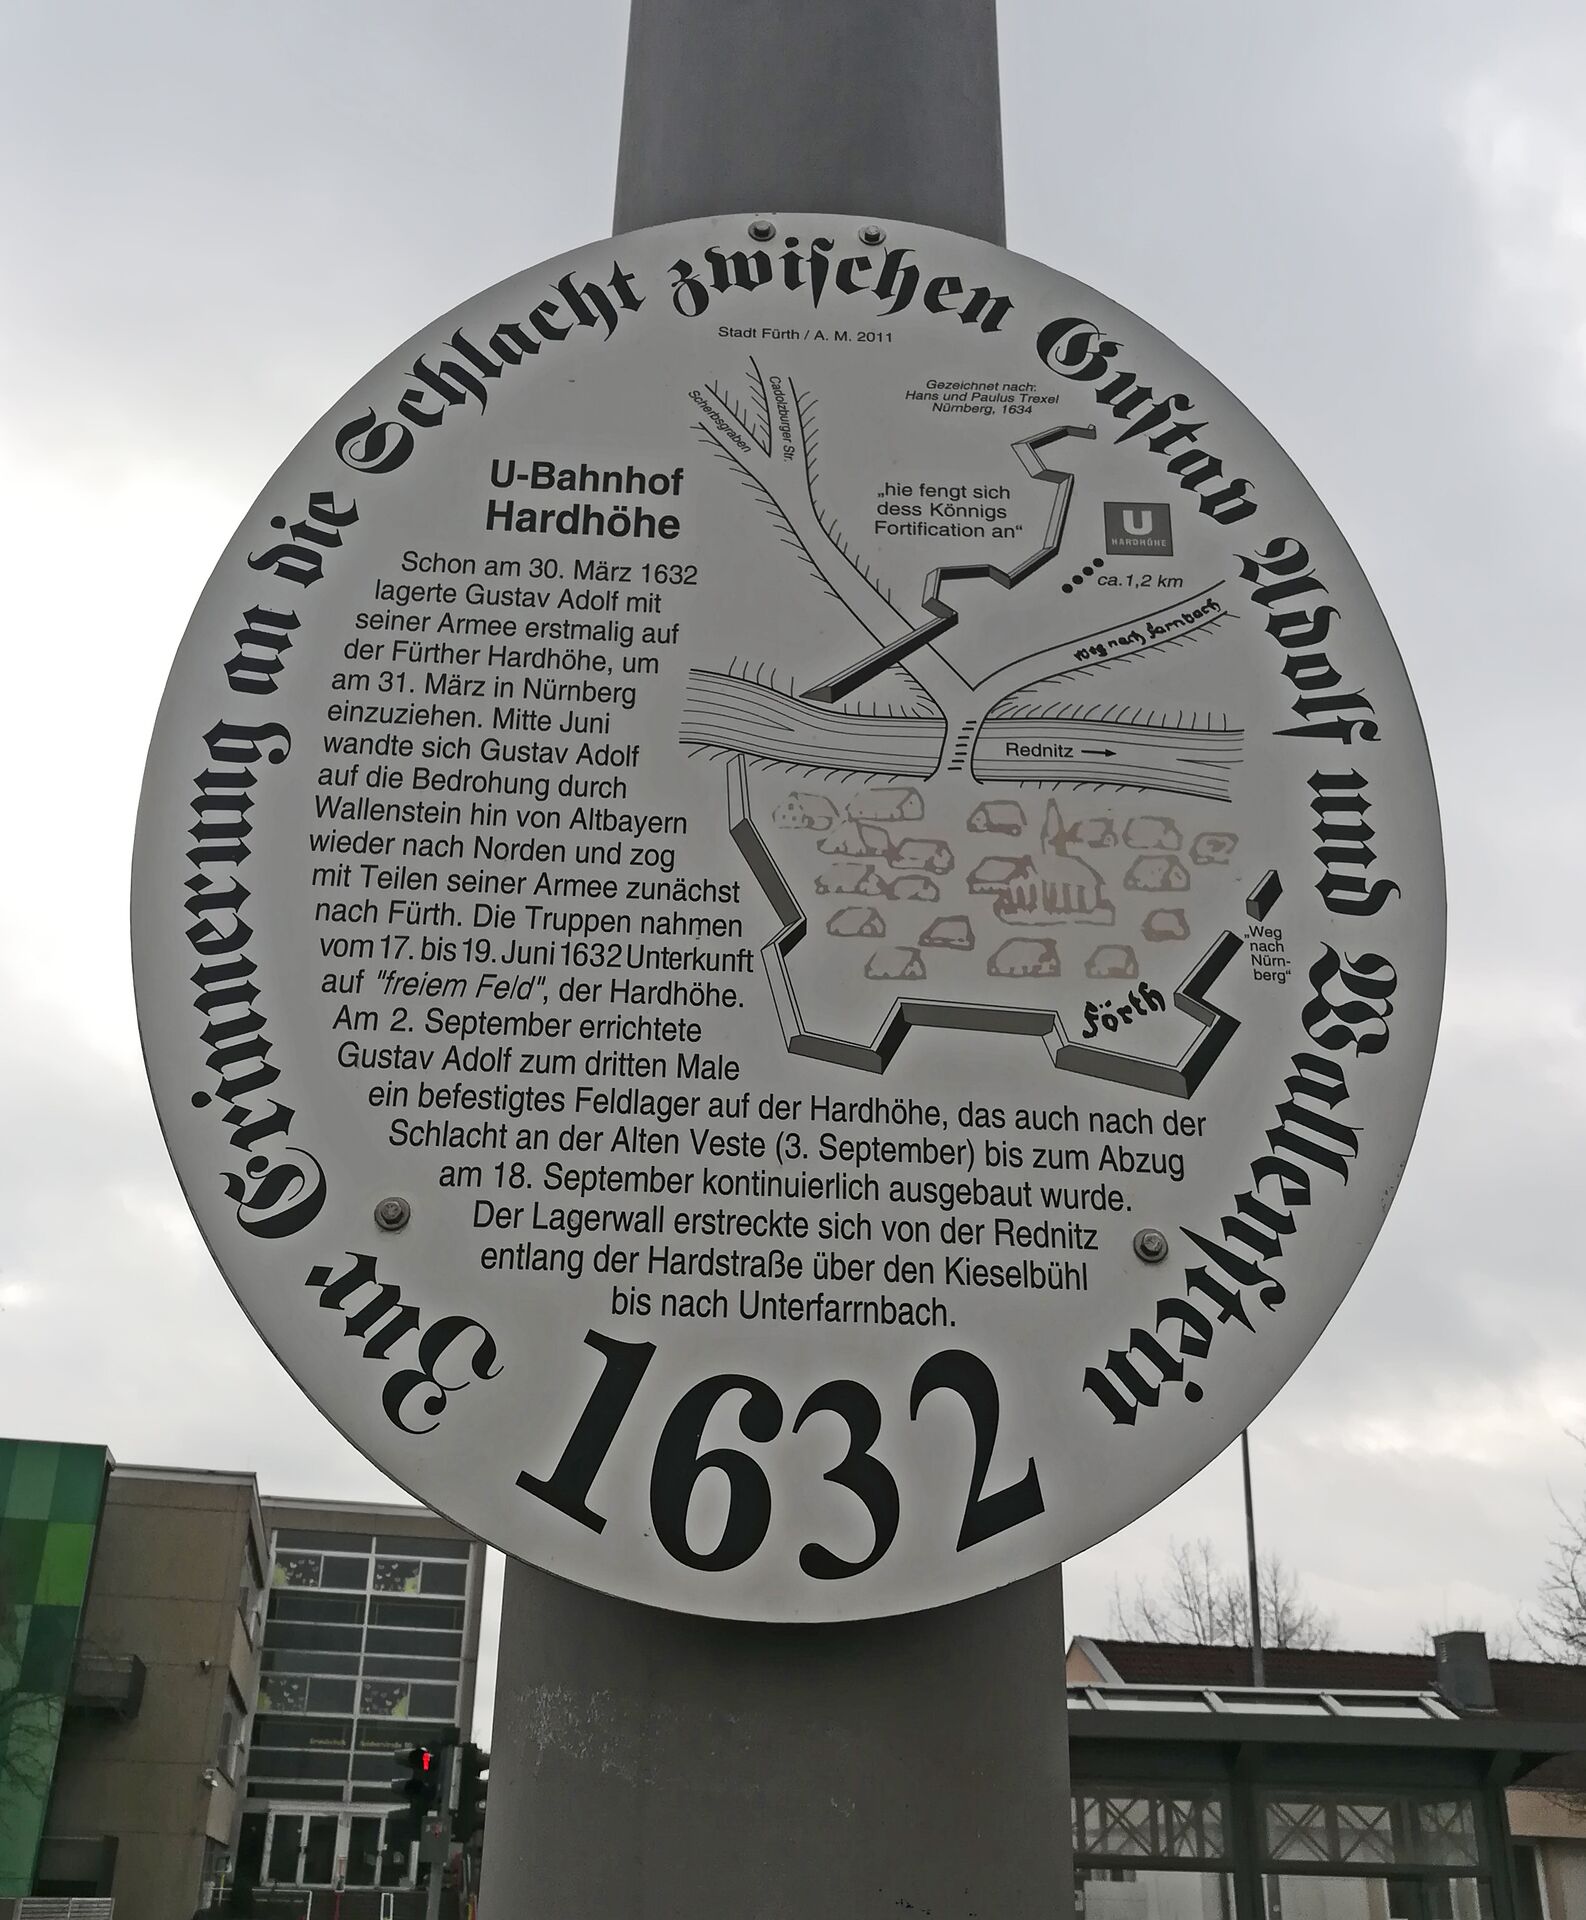 Zur Erinnerung an die Schlacht zwischen Gustav Adolf und Wallenstein
1632
Stadt Fürth / A. M. 2011
Gezeichnet nach:
Hans und Paulus Trexel
Nürnberg, 1634
Scherbsgraben
Cadolzburger Str.
„hie fengt sich
dess Könnigs
Fortification an“
U
HARDHÖHE
ca.1,2 km
weg nach farnbach
Rednitz
„Weg
nach
Nürn-
berg“
förth
U-Bahnhof
Hardhöhe
Schon am 30. März 1632
lagerte Gustav Adolf mit
seiner Armee erstmalig auf
der Fürther Hardhöhe, um
am 31. März in Nürnberg
einzuziehen. Mitte Juni
wandte sich Gustav Adolf
auf die Bedrohung durch
Wallenstein hin von Altbayern
wieder nach Norden und zog
mit Teilen seiner Armee zunächst
nach Fürth. Die Truppen nahmen
vom 17. bis 19. Juni 1632 Unterkunft
auf "freiem Feld", der Hardhöhe.
Am 2. September errichtete
Gustav Adolf zum dritten Male
ein befestigtes Feldlager auf der Hardhöhe, das auch nach der
Schlacht an der Alten Veste (3. September) bis zum Abzug
am 18. September kontinuierlich ausgebaut wurde.
Der Lagerwall erstreckte sich von der Rednitz
entlang der Hardstraße über den Kieselbühl
bis nach Unterfarrnbach.